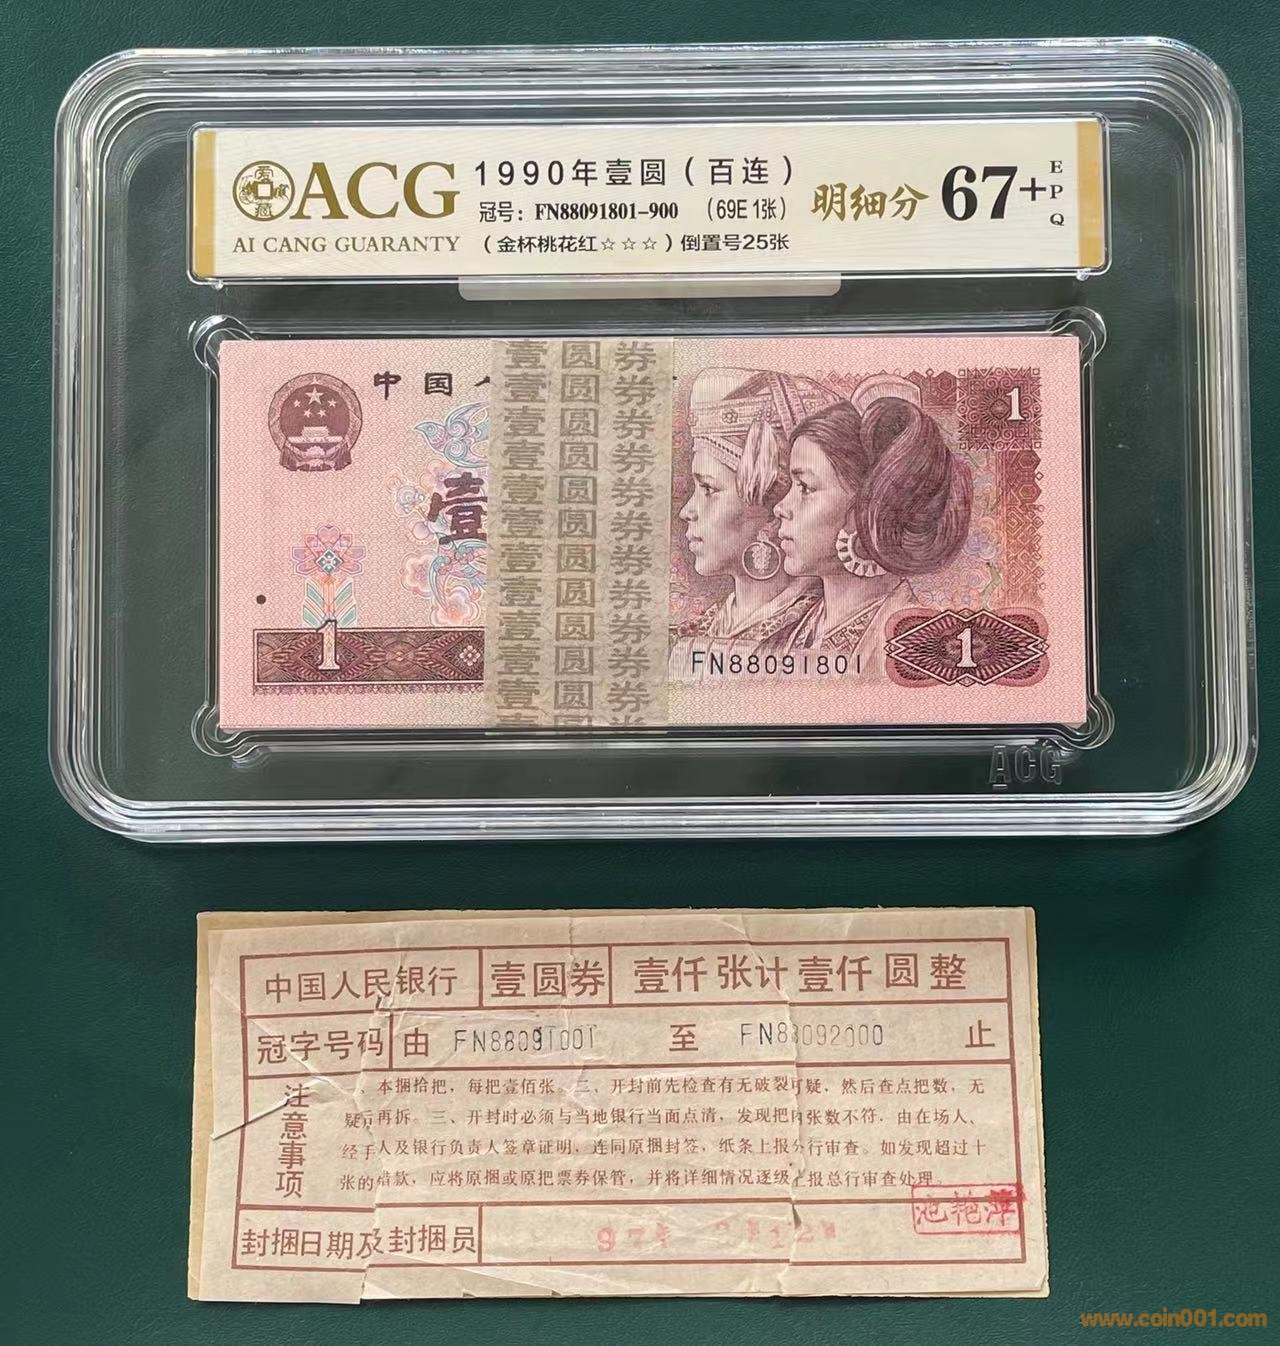 ACG
AI CANG GUARANTY
1990年壹圆（百连）
冠号：FN88091801-900 （69E 1张）
（金杯桃花红☆☆☆）倒置号25张
明细分 67+
EPQ
中国人
壹
1
1
1
FN88091801
壹圆券
壹圆券
壹圆券
壹圆券
壹圆券
壹圆券
壹圆券
壹圆券
壹圆券
壹圆券
壹圆券
ACG
中国人民银行 壹圆券 壹仟张计壹仟圆整
冠字号码 由 FN88091001 至 FN88092000 止
注意事项
本捆拾把，每把壹佰张。二、开封前先检查有无破裂可疑，然后查点把数，无
疑后再拆。三、开封时必须与当地银行当面点清，发现把内张数不符，由在场人、
经手人及银行负责人签章证明，连同原捆封签，纸条上报分行审查。如发现超过十
张的错款，应将原捆或原把票券保管，并将详细情况逐级上报总行审查处理。
封捆日期及封捆员
池艳萍
www.coin001.com